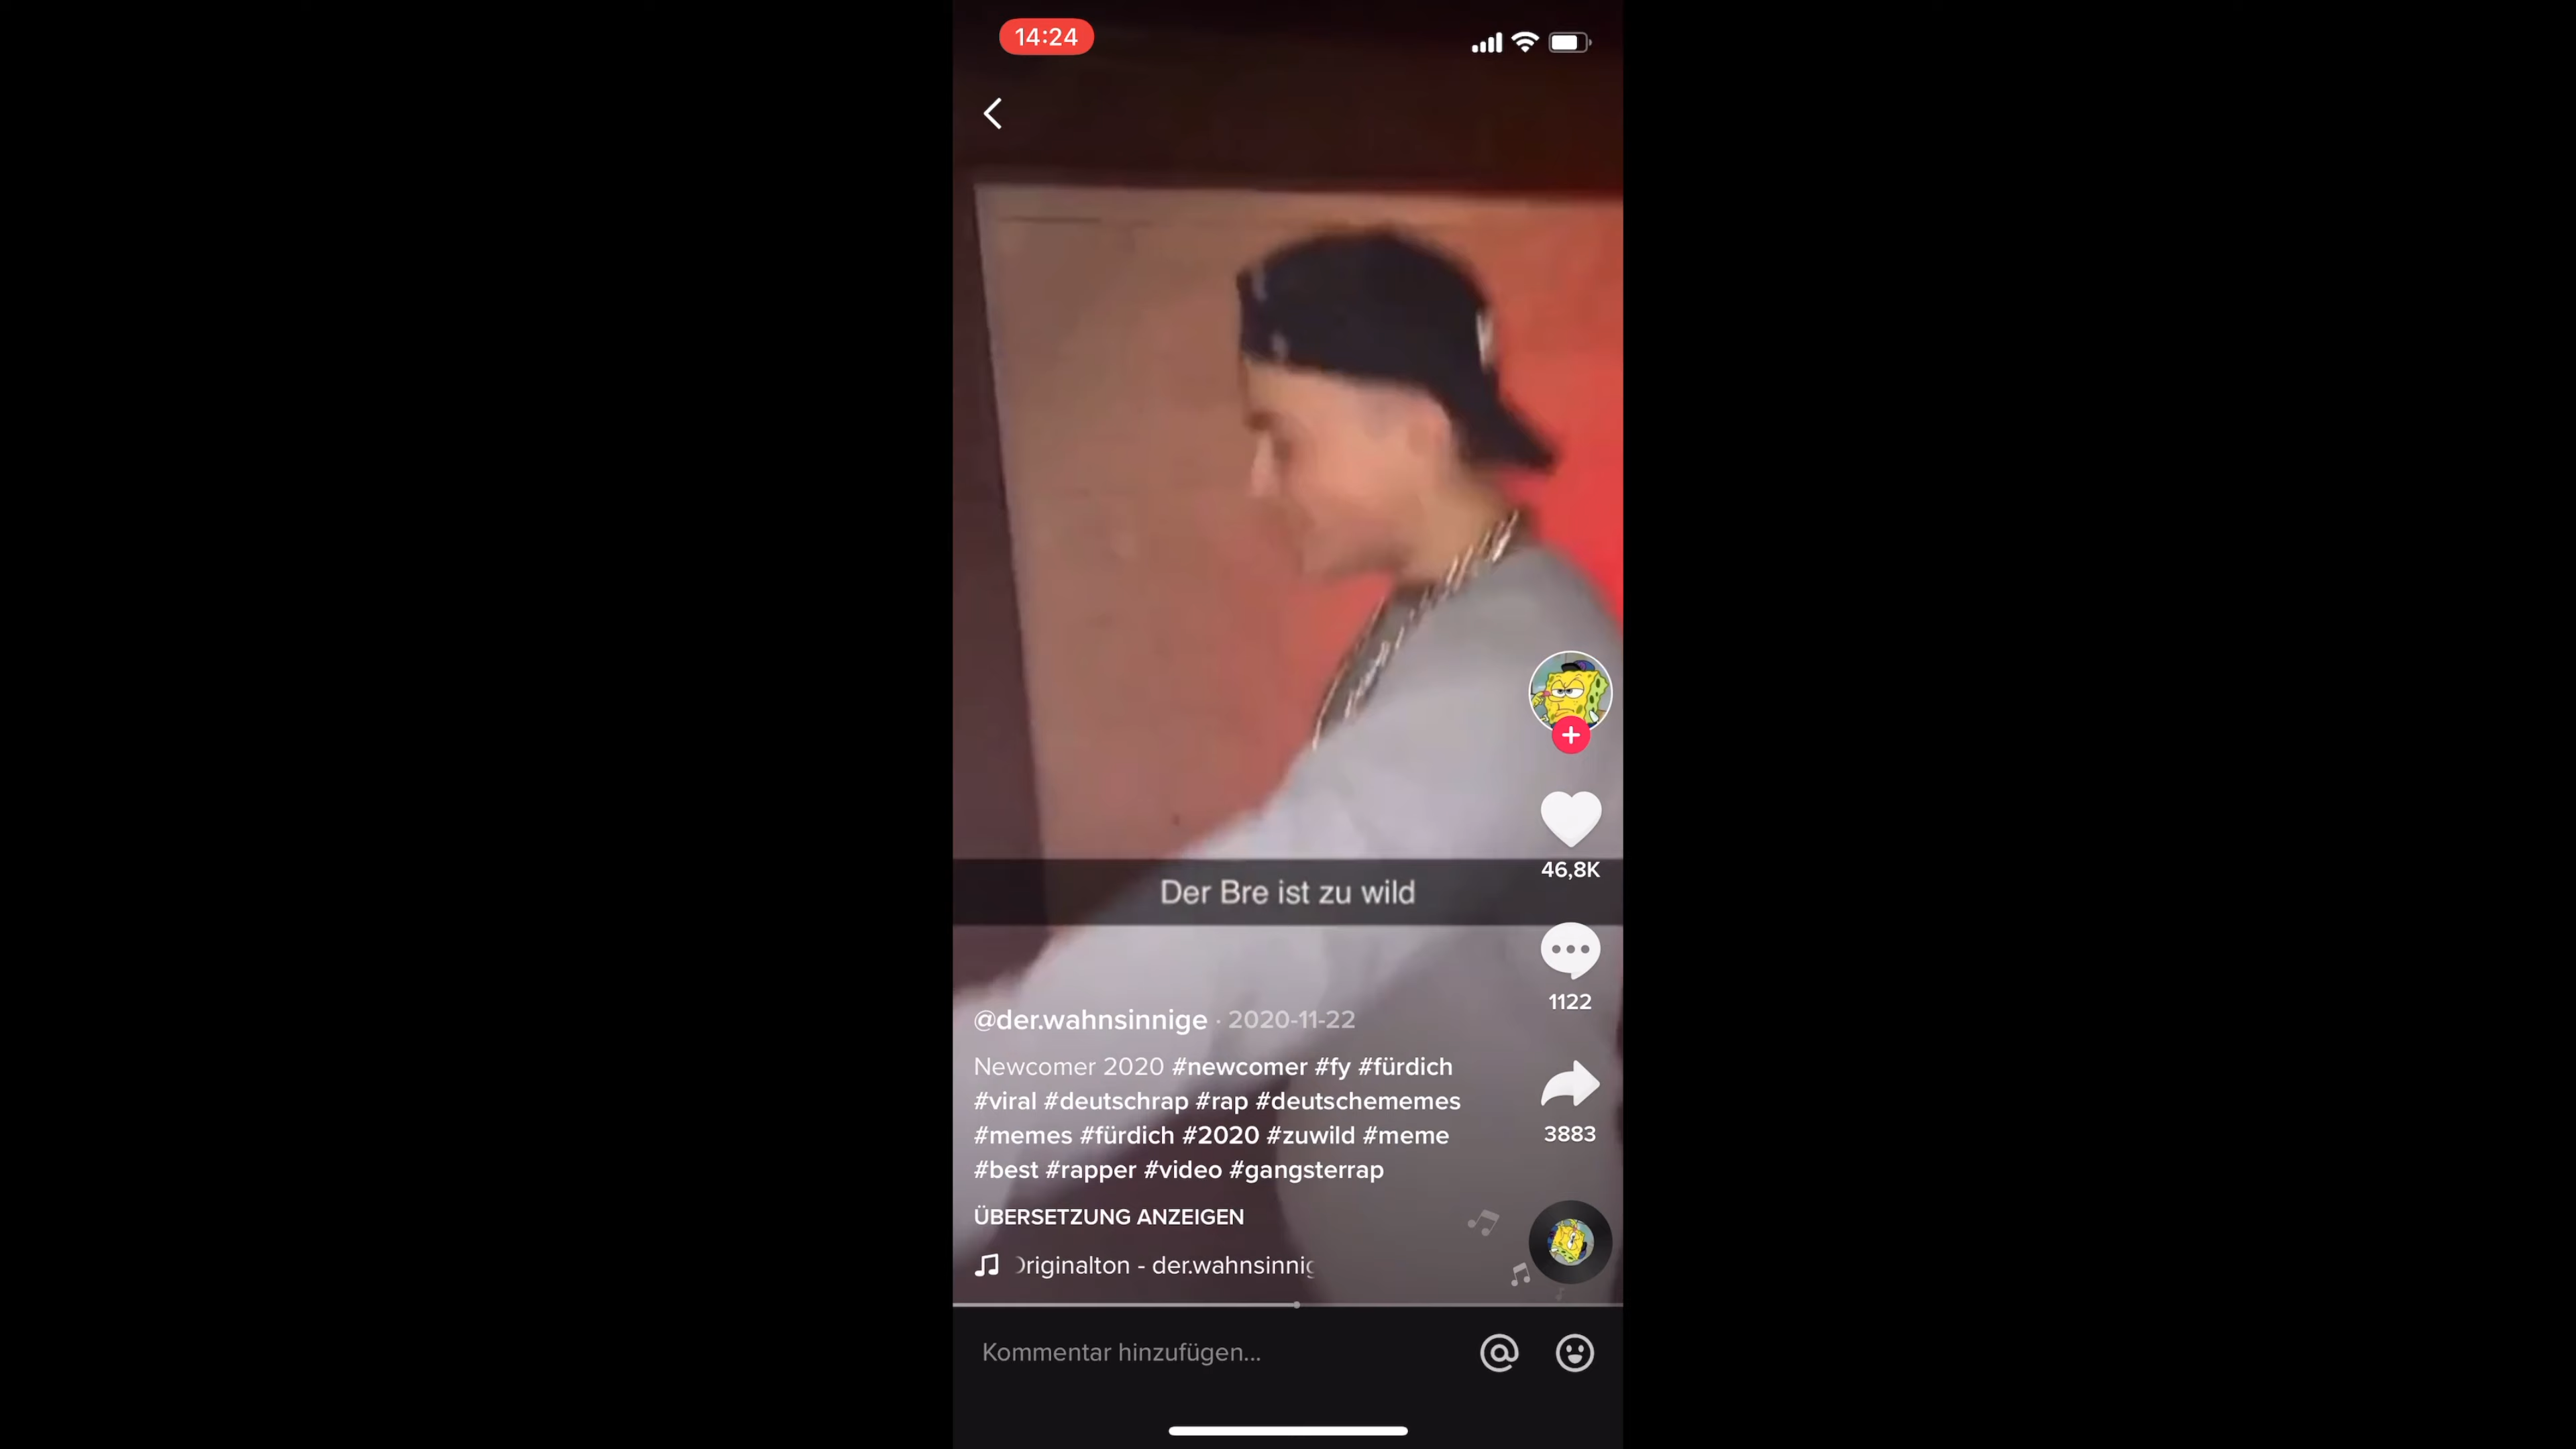 14:24
Der Bre ist zu wild
46,8K
1122
@der.wahnsinnige · 2020-11-22
Newcomer 2020 #newcomer #fy #fürdich
#viral #deutschrap #rap #deutschememes
#memes #fürdich #2020 #zuwild #meme
#best #rapper #video #gangsterrap
3883
ÜBERSETZUNG ANZEIGEN
Originalton - der.wahnsinnig
Kommentar hinzufügen...